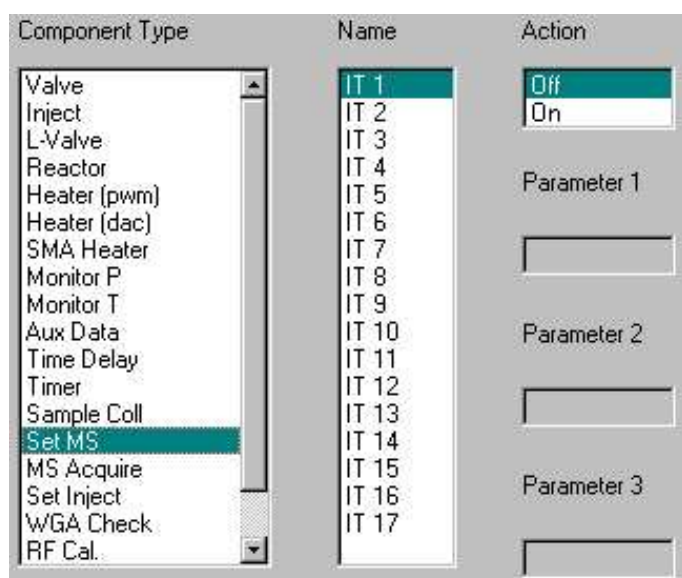 Component Type
Valve
Inject
L-Valve
Reactor
Heater (pwm)
Heater (dac)
SMA Heater
Monitor P
Monitor T
Aux Data
Time Delay
Timer
Sample Coll
Set MS
MS Acquire
Set Inject
WGA Check
RF Cal.
Name
IT 1
IT 2
IT 3
IT 4
IT 5
IT 6
IT 7
IT 8
IT 9
IT 10
IT 11
IT 12
IT 13
IT 14
IT 15
IT 16
IT 17
Action
Off
On
Parameter 1
Parameter 2
Parameter 3